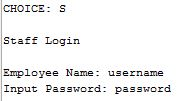 CHOICE: S
Staff Login
Employee Name: username
Input Password: password